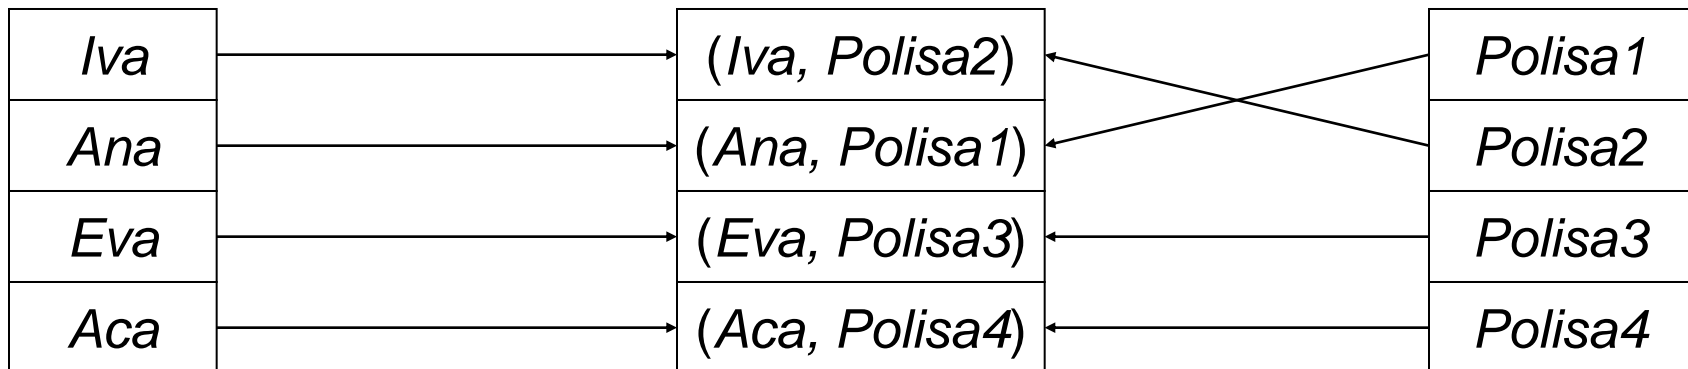 Iva (Iva, Polisa2) Polisa1
Ana (Ana, Polisa1) Polisa2
Eva (Eva, Polisa3) Polisa3
Aca (Aca, Polisa4) Polisa4